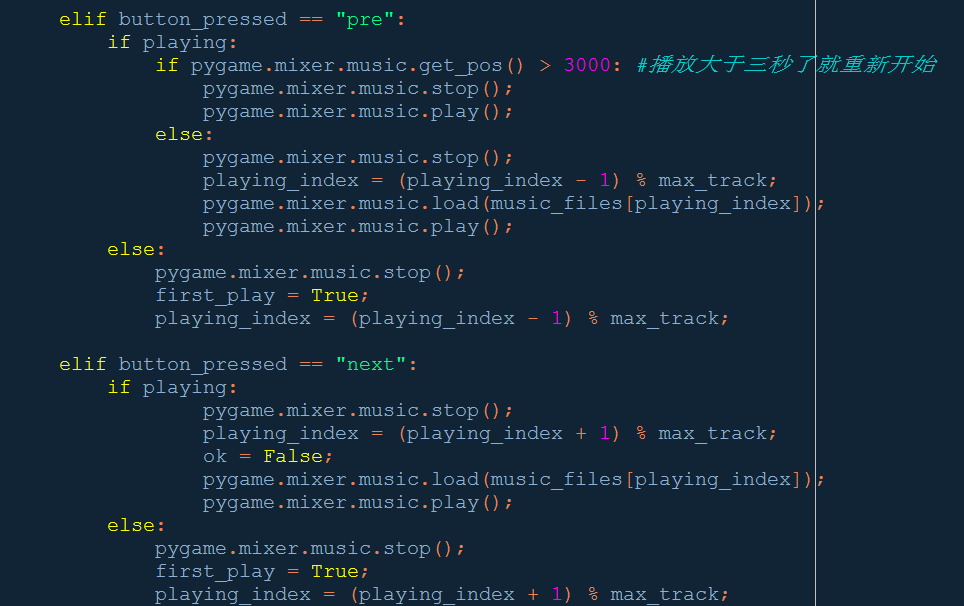 elif button_pressed == "pre":
if playing:
if pygame.mixer.music.get_pos() > 3000: #播放大于三秒了就重新开始
pygame.mixer.music.stop();
pygame.mixer.music.play();
else:
pygame.mixer.music.stop();
playing_index = (playing_index - 1) % max_track;
pygame.mixer.music.load(music_files[playing_index]);
pygame.mixer.music.play();
else:
pygame.mixer.music.stop();
first_play = True;
playing_index = (playing_index - 1) % max_track;
elif button_pressed == "next":
if playing:
pygame.mixer.music.stop();
playing_index = (playing_index + 1) % max_track;
ok = False;
pygame.mixer.music.load(music_files[playing_index]);
pygame.mixer.music.play();
else:
pygame.mixer.music.stop();
first_play = True;
playing_index = (playing_index + 1) % max_track;